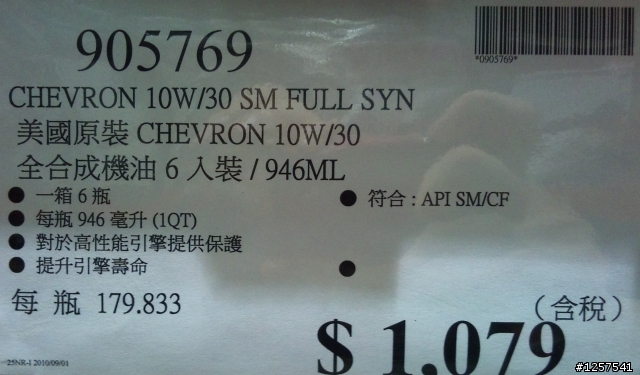 905769
*0905769*
CHEVRON 10W/30 SM FULL SYN
美國原裝 CHEVRON 10W/30
全合成機油 6 入裝 / 946ML
● 一箱 6 瓶
● 符合 : API SM/CF
● 每瓶 946 毫升 (1QT)
● 對於高性能引擎提供保護
● 提升引擎壽命
●
每 瓶 179.833
(含稅)
$ 1,079
25NR-1 2010/09/01
#1257541